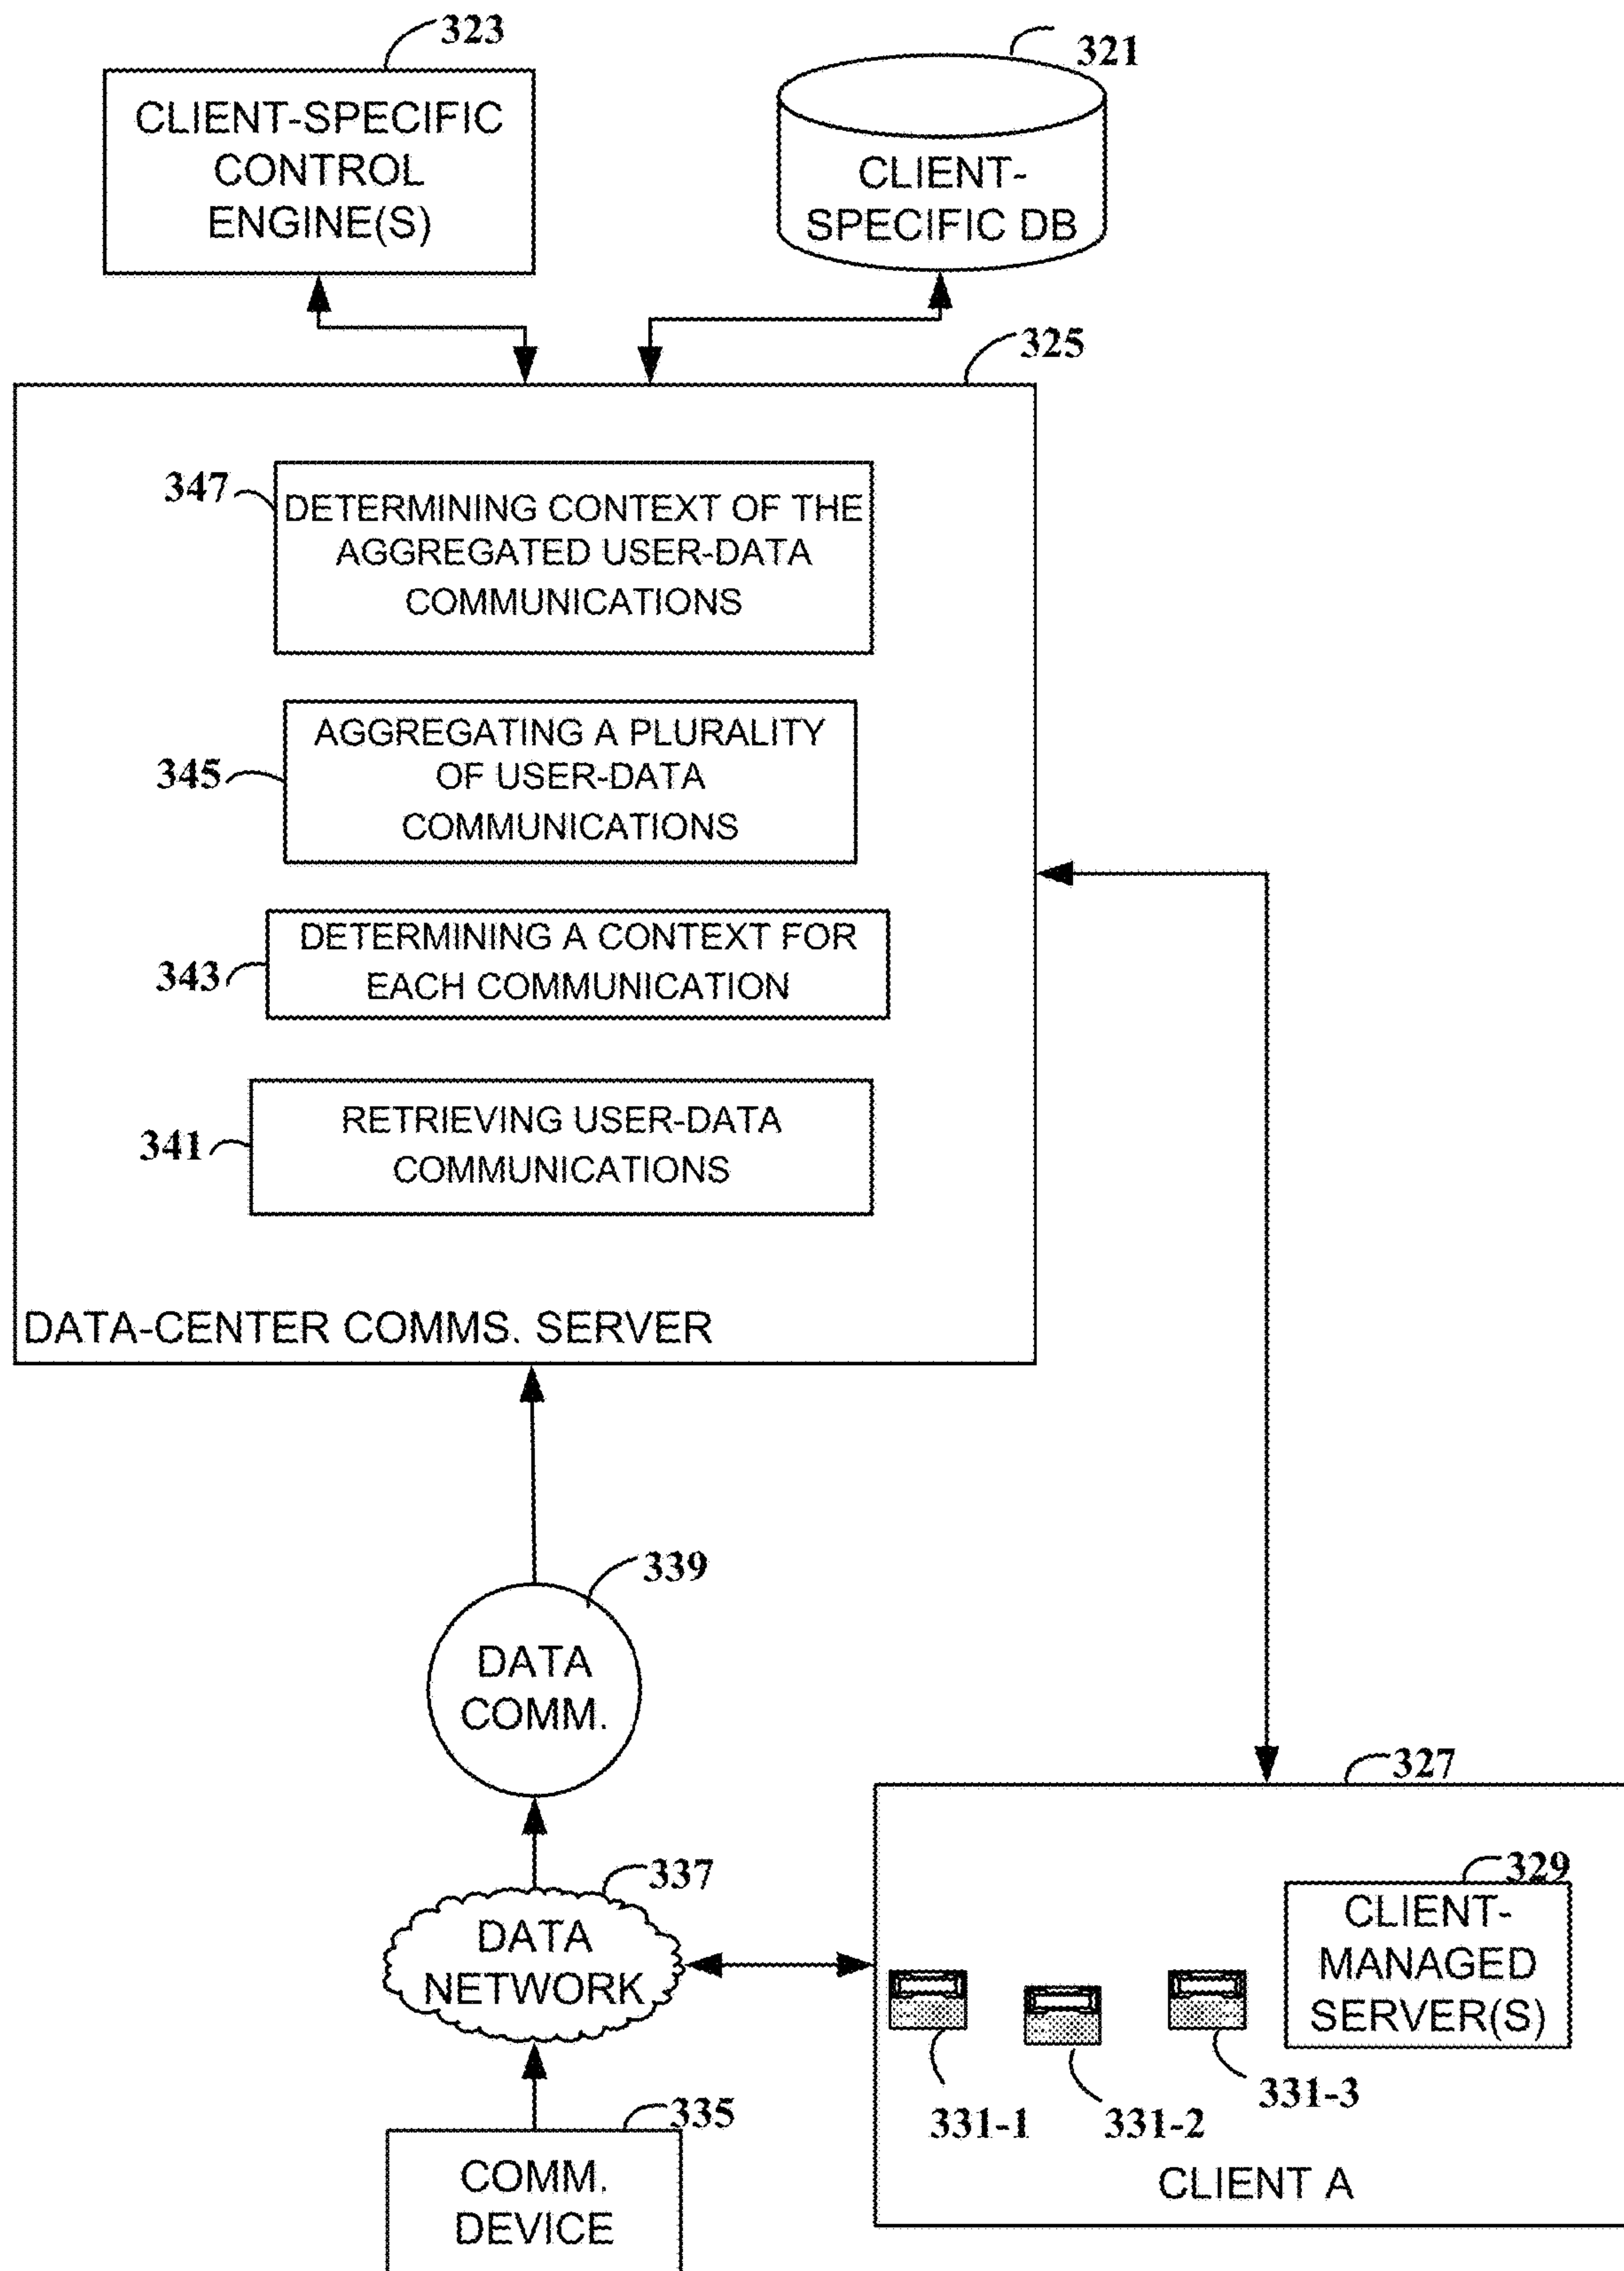 323
CLIENT-SPECIFIC
CONTROL
ENGINE(S)
321
CLIENT-
SPECIFIC DB
325
347
DETERMINING CONTEXT OF THE
AGGREGATED USER-DATA
COMMUNICATIONS
345
AGGREGATING A PLURALITY
OF USER-DATA
COMMUNICATIONS
343
DETERMINING A CONTEXT FOR
EACH COMMUNICATION
341
RETRIEVING USER-DATA
COMMUNICATIONS
DATA-CENTER COMMS. SERVER
339
DATA
COMM.
337
DATA
NETWORK
335
COMM.
DEVICE
327
329
CLIENT-
MANAGED
SERVER(S)
331-1
331-2
331-3
CLIENT A